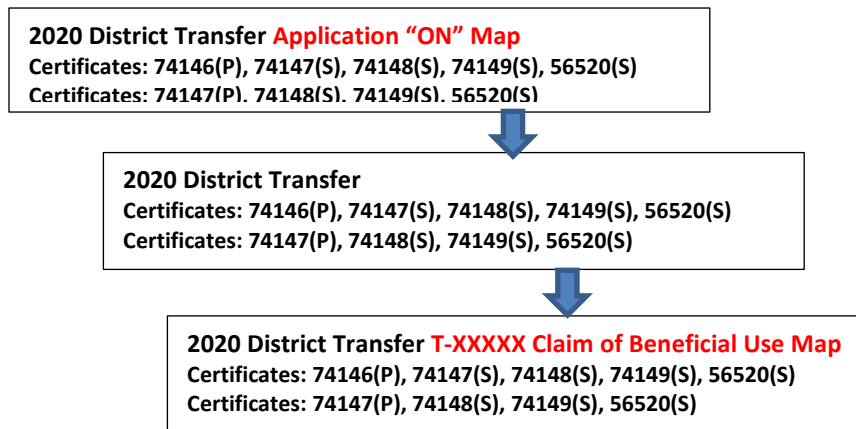 2020 District Transfer Application “ON” Map
Certificates: 74146(P), 74147(S), 74148(S), 74149(S), 56520(S)
Certificates: 74147(P), 74148(S), 74149(S), 56520(S)
2020 District Transfer
Certificates: 74146(P), 74147(S), 74148(S), 74149(S), 56520(S)
Certificates: 74147(P), 74148(S), 74149(S), 56520(S)
2020 District Transfer T-XXXXX Claim of Beneficial Use Map
Certificates: 74146(P), 74147(S), 74148(S), 74149(S), 56520(S)
Certificates: 74147(P), 74148(S), 74149(S), 56520(S)